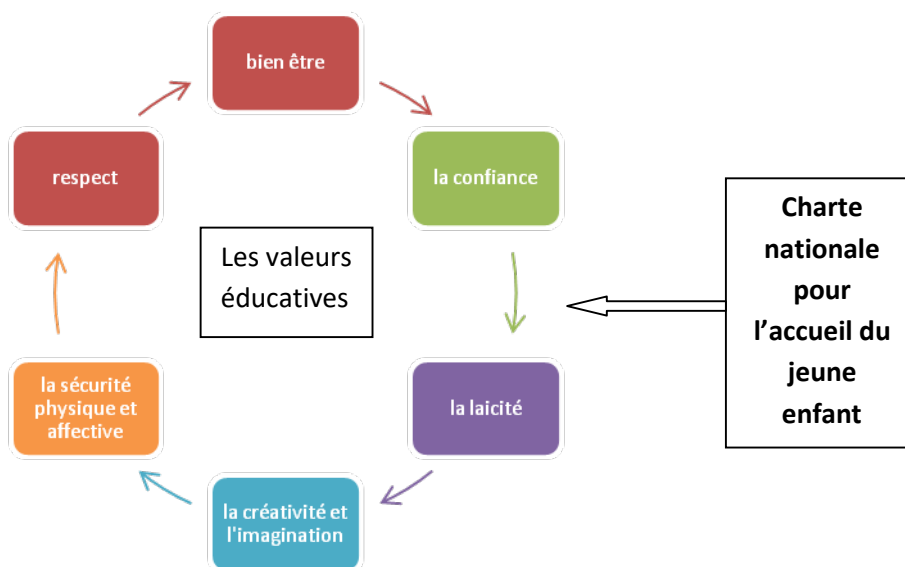 bien être
la confiance
la laicité
la créativité et
l'imagination
la sécurité
physique et
affective
respect
Les valeurs
éducatives
Charte
nationale
pour
l’accueil du
jeune
enfant